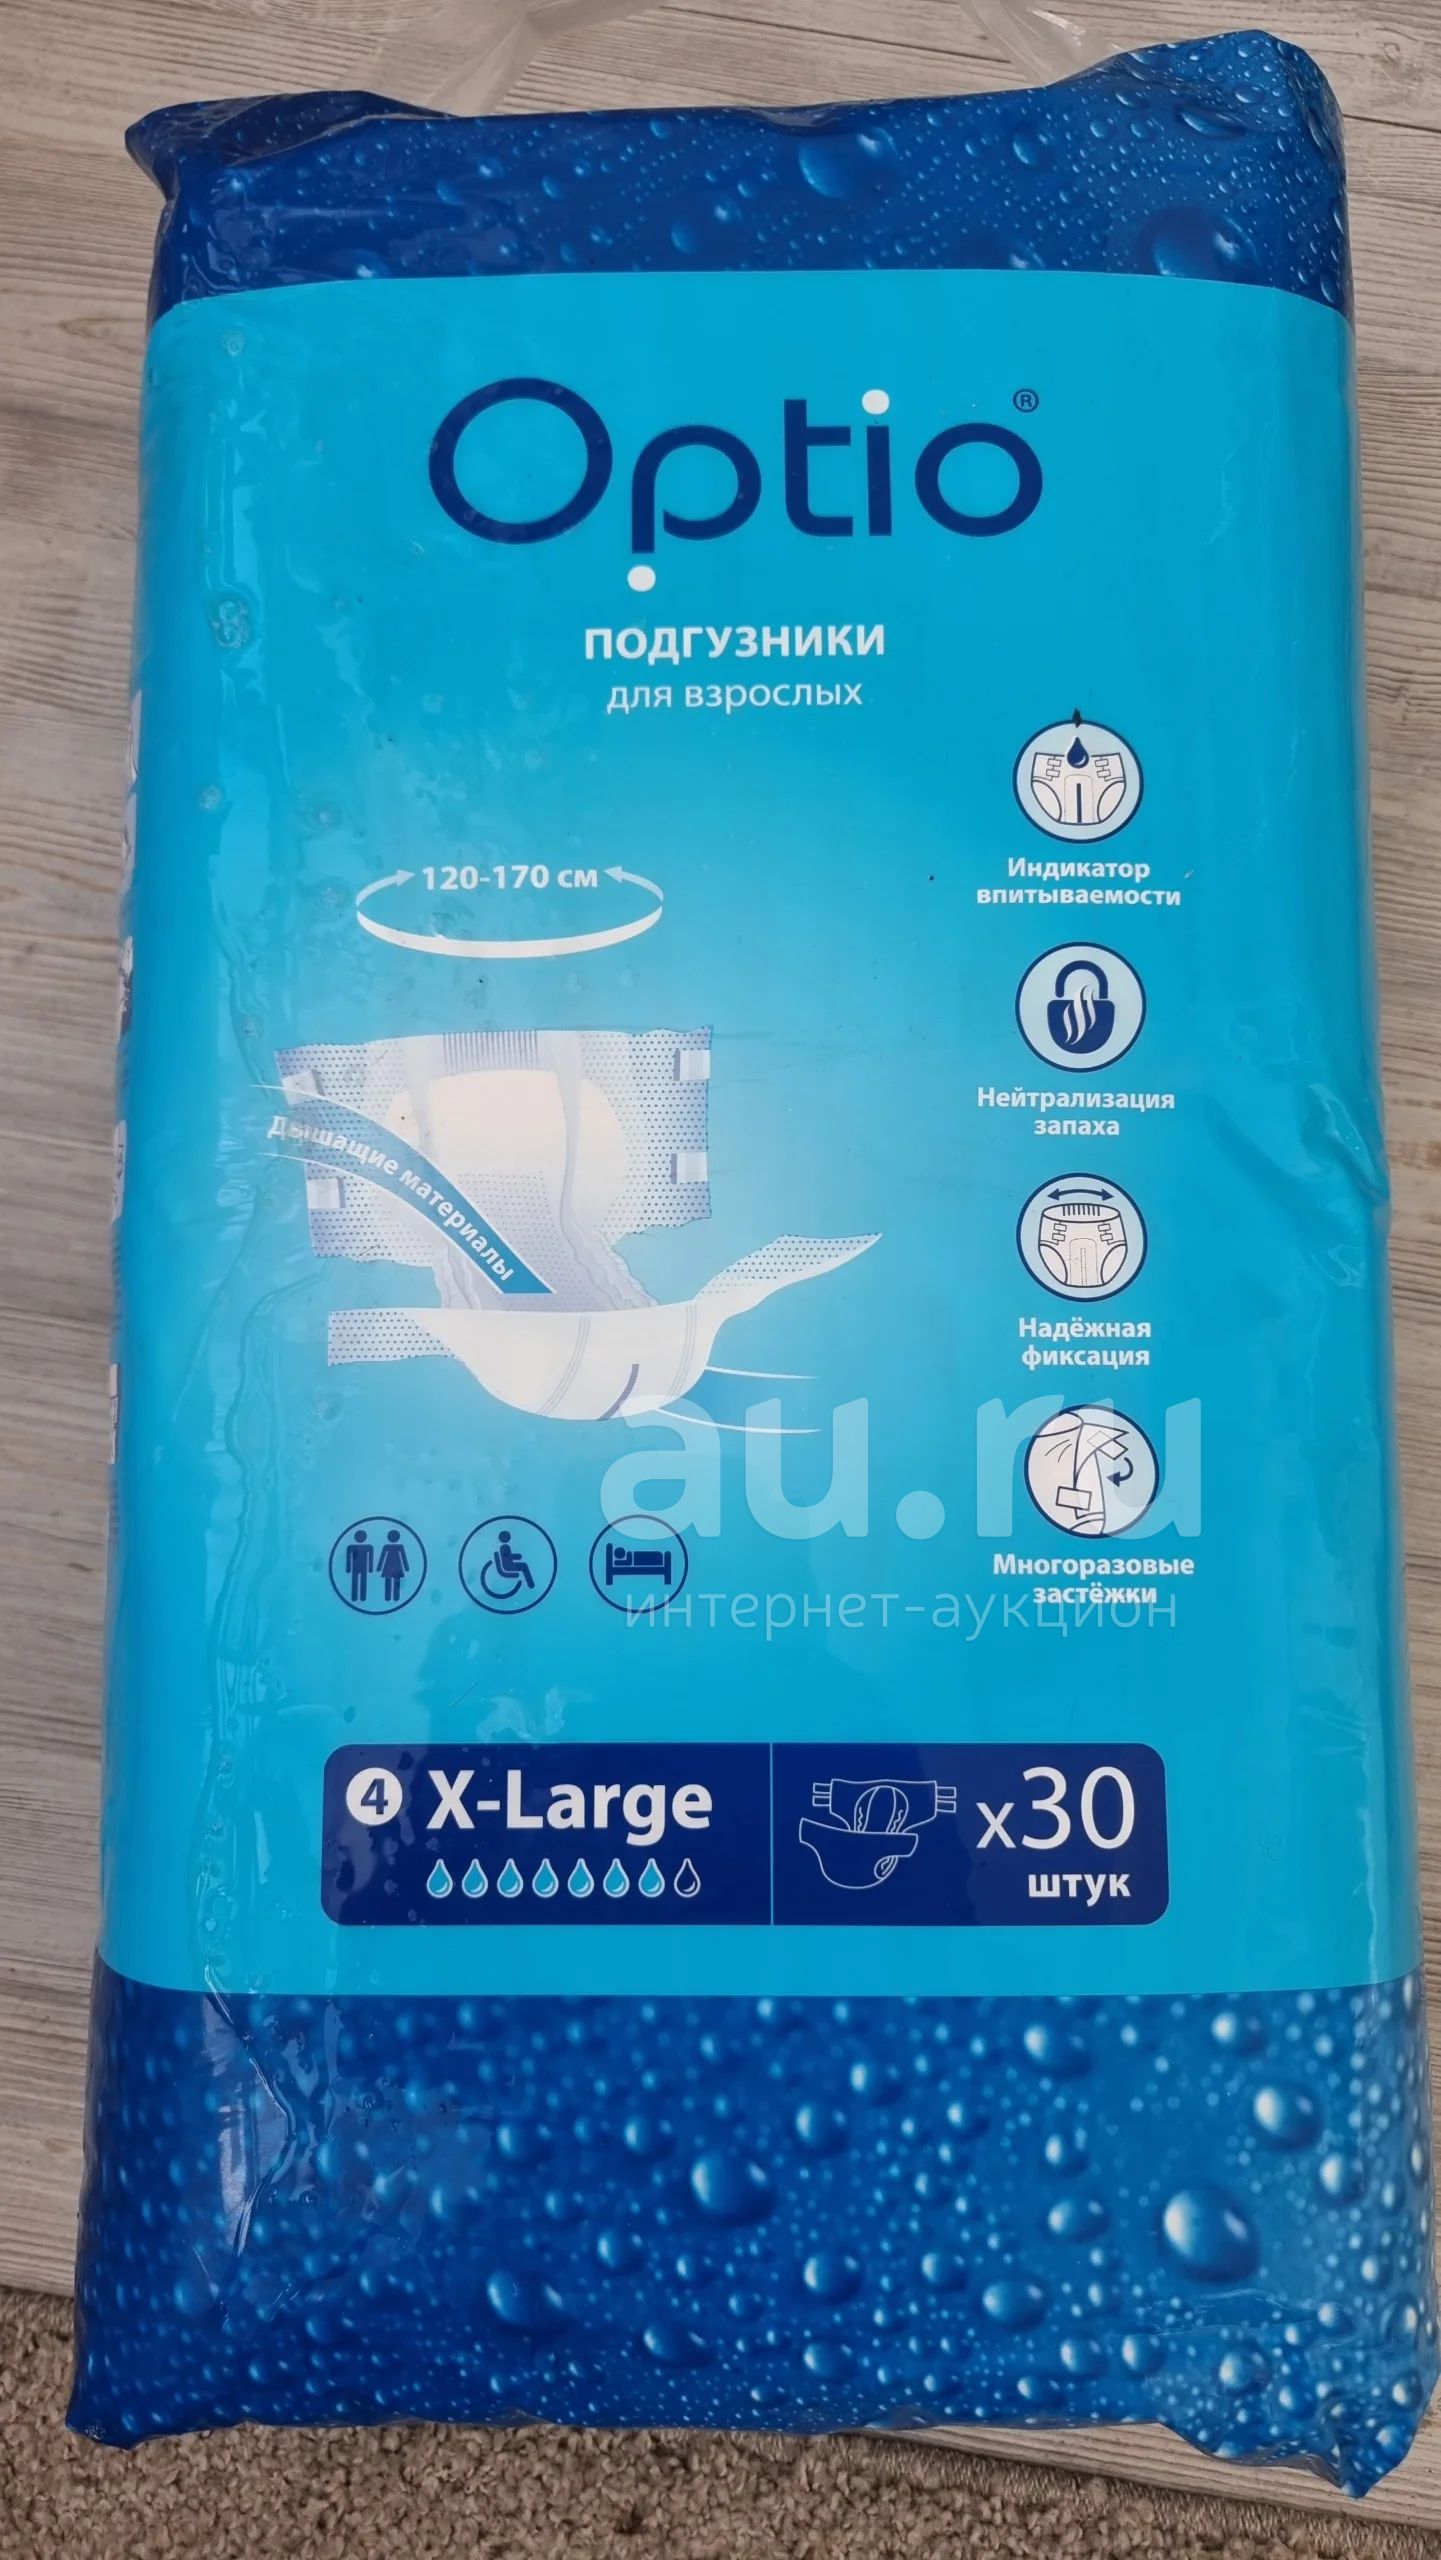 Optio®
ПОДГУЗНИКИ
для взрослых
120-170 см
Индикатор
впитываемости
Нейтрализация
запаха
дышащие материалы
Надёжная
фиксация
au.ru
интернет-аукцион
Многоразовые
застёжки
4 X-Large
x30
штук